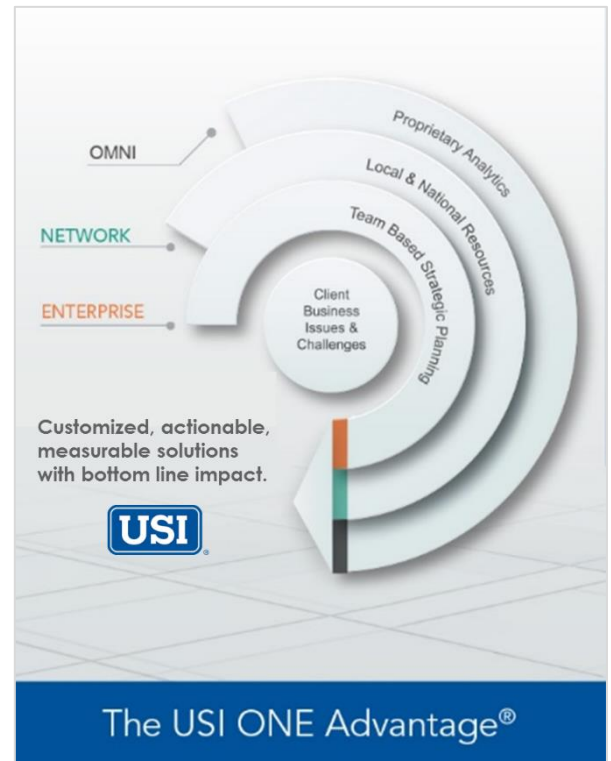 Proprietary Analytics
OMNI
Local & National Resources
NETWORK
Team Based Strategic Planning
ENTERPRISE
Client
Business
Issues &
Challenges
Customized, actionable,
measurable solutions
with bottom line impact.
USI®
The USI ONE Advantage®